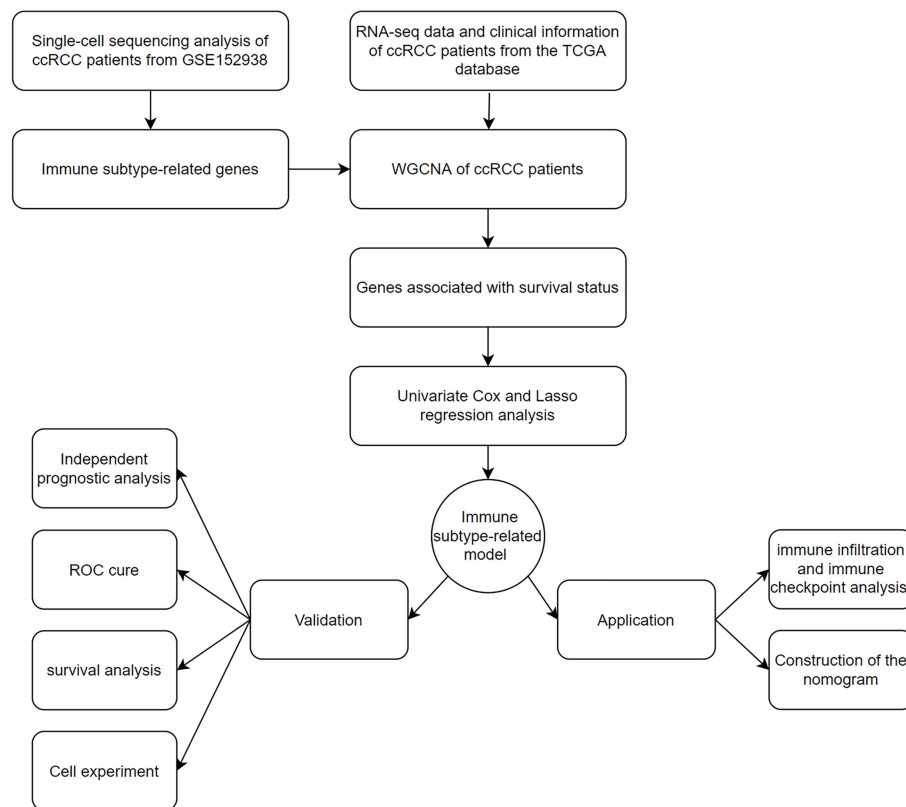 Single-cell sequencing analysis of
ccRCC patients from GSE152938
RNA-seq data and clinical information
of ccRCC patients from the TCGA
database
Immune subtype-related genes
WGCNA of ccRCC patients
Genes associated with survival status
Univariate Cox and Lasso
regression analysis
Independent
prognostic analysis
Immune
subtype-related
model
immune infiltration
and immune
checkpoint analysis
ROC cure
Validation
Application
survival analysis
Construction of the
nomogram
Cell experiment